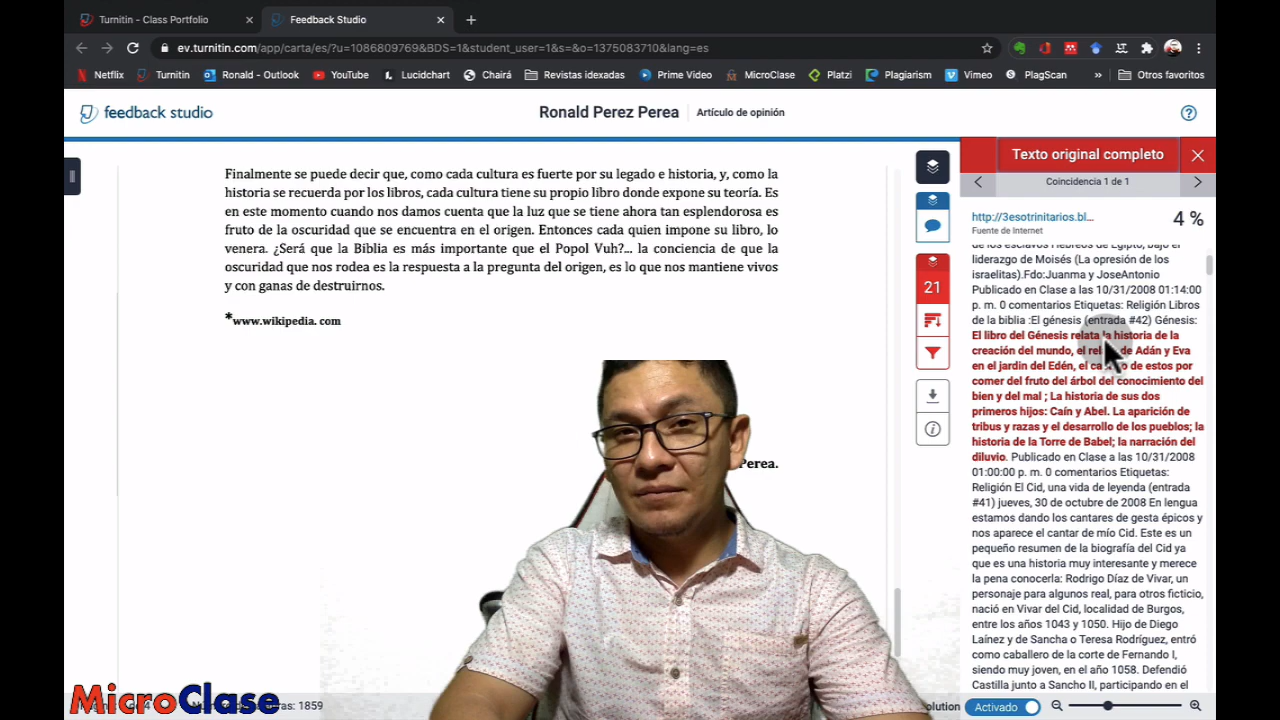 Turnitin - Class Portfolio
Feedback Studio
ev.turnitin.com/app/carta/es/?u=1086809769&BDS=1&student_user=1&s=&o=1375083710&lang=es
Netflix Turnitin Ronald - Outlook YouTube Lucidchart Chairá Revistas idexadas Prime Video MicroClase Platzi Plagiarism Vimeo PlagScan » Otros favoritos
feedback studio
Ronald Perez Perea
Artículo de opinión
Finalmente se puede decir que, como cada cultura es fuerte por su legado e historia, y, como la
historia se recuerda por los libros, cada cultura tiene su propio libro donde expone su teoría. Es
en este momento cuando nos damos cuenta que la luz que se tiene ahora tan esplendorosa es
fruto de la oscuridad que se encuentra en el origen. Entonces cada quien impone su libro, lo
venera. ¿Será que la Biblia es más importante que el Popol Vuh?... la conciencia de que la
oscuridad que nos rodea es la respuesta a la pregunta del origen, es lo que nos mantiene vivos
y con ganas de destruirnos.
*www.wikipedia. com
Perea.
21
Texto original completo
Coincidencia 1 de 1
http://3esotrinitarios.bl...
4 %
Fuente de Internet
de los esclavos Hebreos de Egipto, bajo el
liderazgo de Moisés (La opresión de los
israelitas).Fdo:Juanma y JoseAntonio
Publicado en Clase a las 10/31/2008 01:14:00
p. m. 0 comentarios Etiquetas: Religión Libros
de la biblia :El génesis (entrada #42) Génesis:
El libro del Génesis relata la historia de la
creación del mundo, el de Adán y Eva
en el jardin del Edén, el de estos por
comer del fruto del árbol del conocimiento del
bien y del mal ; La historia de sus dos
primeros hijos: Caín y Abel. La aparición de
tribus y razas y el desarrollo de los pueblos; la
historia de la Torre de Babel; la narración del
diluvio. Publicado en Clase a las 10/31/2008
01:00:00 p. m. 0 comentarios Etiquetas:
Religión El Cid, una vida de leyenda (entrada
#41) jueves, 30 de octubre de 2008 En lengua
estamos dando los cantares de gesta épicos y
nos aparece el cantar de mío Cid. Este es un
pequeño resumen de la biografía del Cid ya
que es una historia muy interesante y merece
la pena conocerla: Rodrigo Díaz de Vivar, un
personaje para algunos real, para otros ficticio,
nació en Vivar del Cid, localidad de Burgos,
entre los años 1043 y 1050. Hijo de Diego
Laínez y de Sancha o Teresa Rodríguez, entró
como caballero de la corte de Fernando I,
siendo muy joven, en el año 1058. Defendió
Castilla junto a Sancho II, participando en el
MicroClase
1859
olution
Activado